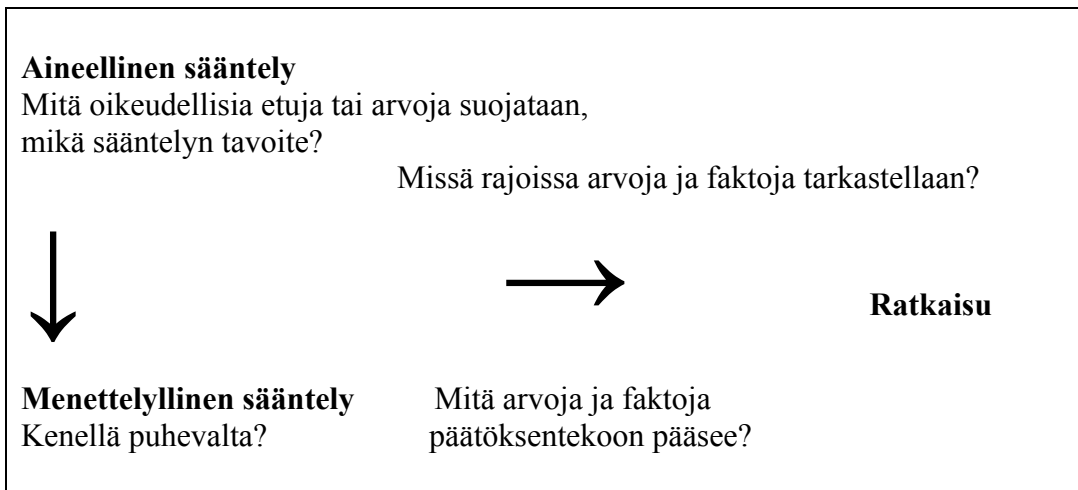 Aineellinen sääntely
Mitä oikeudellisia etuja tai arvoja suojataan,
mikä sääntelyn tavoite?
Missä rajoissa arvoja ja faktoja tarkastellaan?
Ratkaisu
Menettelyllinen sääntely Mitä arvoja ja faktoja
Kenellä puhevalta? päätöksentekoon pääsee?